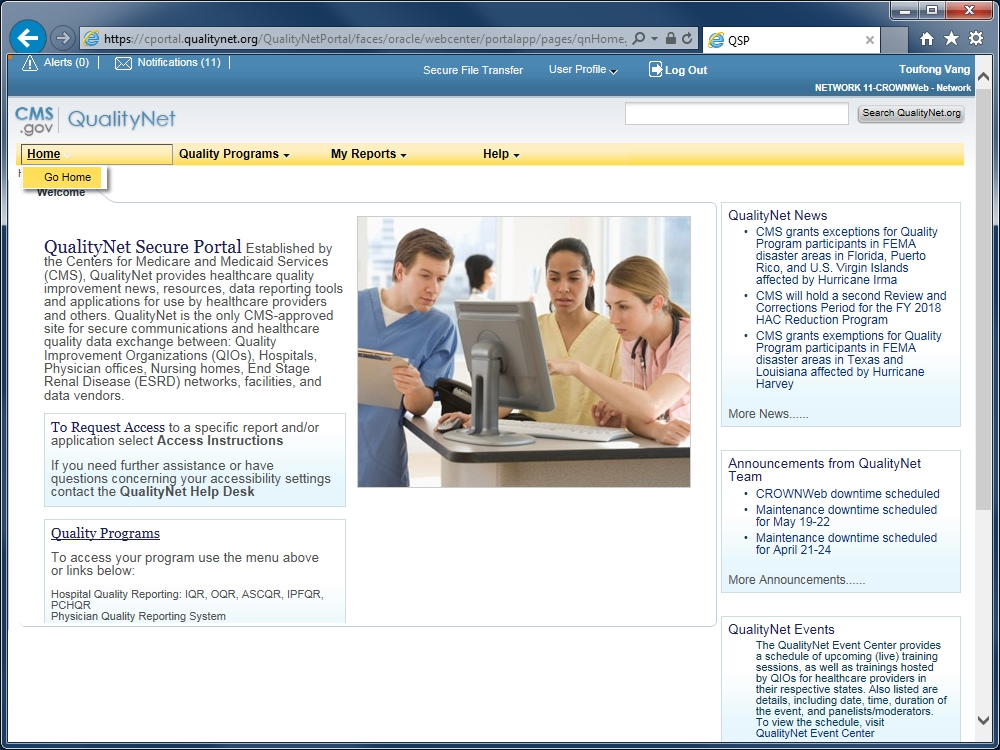 https://cportal.qualitynet.org/QualityNetPortal/faces/oracle/webcenter/portalapp/pages/qnHome.
QSP
Alerts (0)
Notifications (11)
Secure File Transfer
User Profile
Log Out
Toufong Vang
NETWORK 11-CROWNWeb - Network
CMS
.gov
QualityNet
Search QualityNet.org
Home
Quality Programs
My Reports
Help
Go Home
Welcome
QualityNet Secure Portal Established by
the Centers for Medicare and Medicaid Services
(CMS), QualityNet provides healthcare quality
improvement news, resources, data reporting tools
and applications for use by healthcare providers
and others. QualityNet is the only CMS-approved
site for secure communications and healthcare
quality data exchange between: Quality
Improvement Organizations (QIOs), Hospitals,
Physician offices, Nursing homes, End Stage
Renal Disease (ESRD) networks, facilities, and
data vendors.
To Request Access to a specific report and/or
application select Access Instructions
If you need further assistance or have
questions concerning your accessibility settings
contact the QualityNet Help Desk
Quality Programs
To access your program use the menu above
or links below:
Hospital Quality Reporting: IQR, OQR, ASCQR, IPFQR,
PCHQR
Physician Quality Reporting System
QualityNet News
• CMS grants exceptions for Quality
Program participants in FEMA
disaster areas in Florida, Puerto
Rico, and U.S. Virgin Islands
affected by Hurricane Irma
• CMS will hold a second Review and
Corrections Period for the FY 2018
HAC Reduction Program
• CMS grants exemptions for Quality
Program participants in FEMA
disaster areas in Texas and
Louisiana affected by Hurricane
Harvey
More News......
Announcements from QualityNet
Team
• CROWNWeb downtime scheduled
• Maintenance downtime scheduled
for May 19-22
• Maintenance downtime scheduled
for April 21-24
More Announcements......
QualityNet Events
The QualityNet Event Center provides
a schedule of upcoming (live) training
sessions, as well as trainings hosted
by QIOs for healthcare providers in
their respective states. Also listed are
details, including date, time, duration of
the event, and panelists/moderators.
To view the schedule, visit
QualityNet Event Center